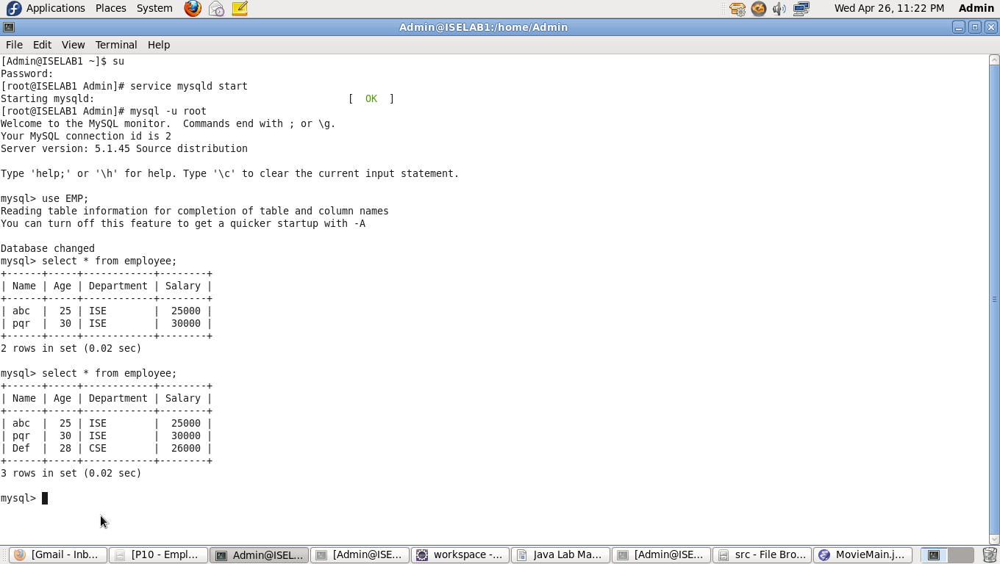 Applications Places System Wed Apr 26, 11:22 PM Admin
Admin@ISELAB1:/home/Admin
File Edit View Terminal Help
[Admin@ISELAB1 ~]$ su
Password:
[root@ISELAB1 Admin]# service mysqld start
Starting mysqld:                                           [  OK  ]
[root@ISELAB1 Admin]# mysql -u root
Welcome to the MySQL monitor.  Commands end with ; or \g.
Your MySQL connection id is 2
Server version: 5.1.45 Source distribution

Type 'help;' or '\h' for help. Type '\c' to clear the current input statement.

mysql> use EMP;
Reading table information for completion of table and column names
You can turn off this feature to get a quicker startup with -A

Database changed
mysql> select * from employee;
+------+-----+------------+--------+
| Name | Age | Department | Salary |
+------+-----+------------+--------+
| abc  |  25 | ISE        |  25000 |
| pqr  |  30 | ISE        |  30000 |
+------+-----+------------+--------+
2 rows in set (0.02 sec)

mysql> select * from employee;
+------+-----+------------+--------+
| Name | Age | Department | Salary |
+------+-----+------------+--------+
| abc  |  25 | ISE        |  25000 |
| pqr  |  30 | ISE        |  30000 |
| Def  |  28 | CSE        |  26000 |
+------+-----+------------+--------+
3 rows in set (0.02 sec)

mysql>
[Gmail - Inb... [P10 - Empl... Admin@ISEL... [Admin@ISE... workspace -... Java Lab Ma... [Admin@ISE... src - File Bro... MovieMain.j...